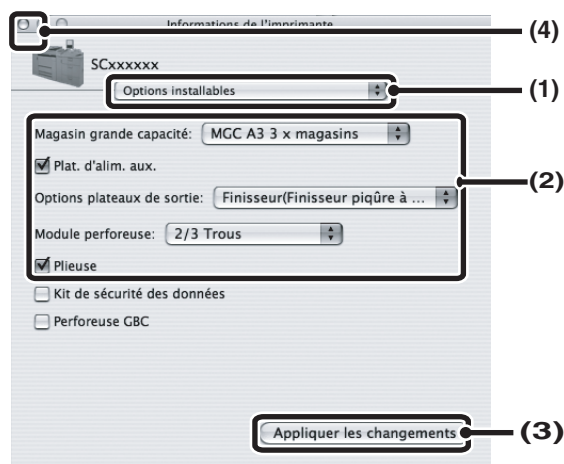 Informations de l'imprimante
(4)
SCxxxxxx
Options installables
(1)
Magasin grande capacité: MGC A3 3 x magasins
Plat. d'alim. aux.
(2)
Options plateaux de sortie: Finisseur(Finisseur piqûre à ...
Module perforeuse: 2/3 Trous
Plieuse
Kit de sécurité des données
Perforeuse GBC
Appliquer les changements
(3)